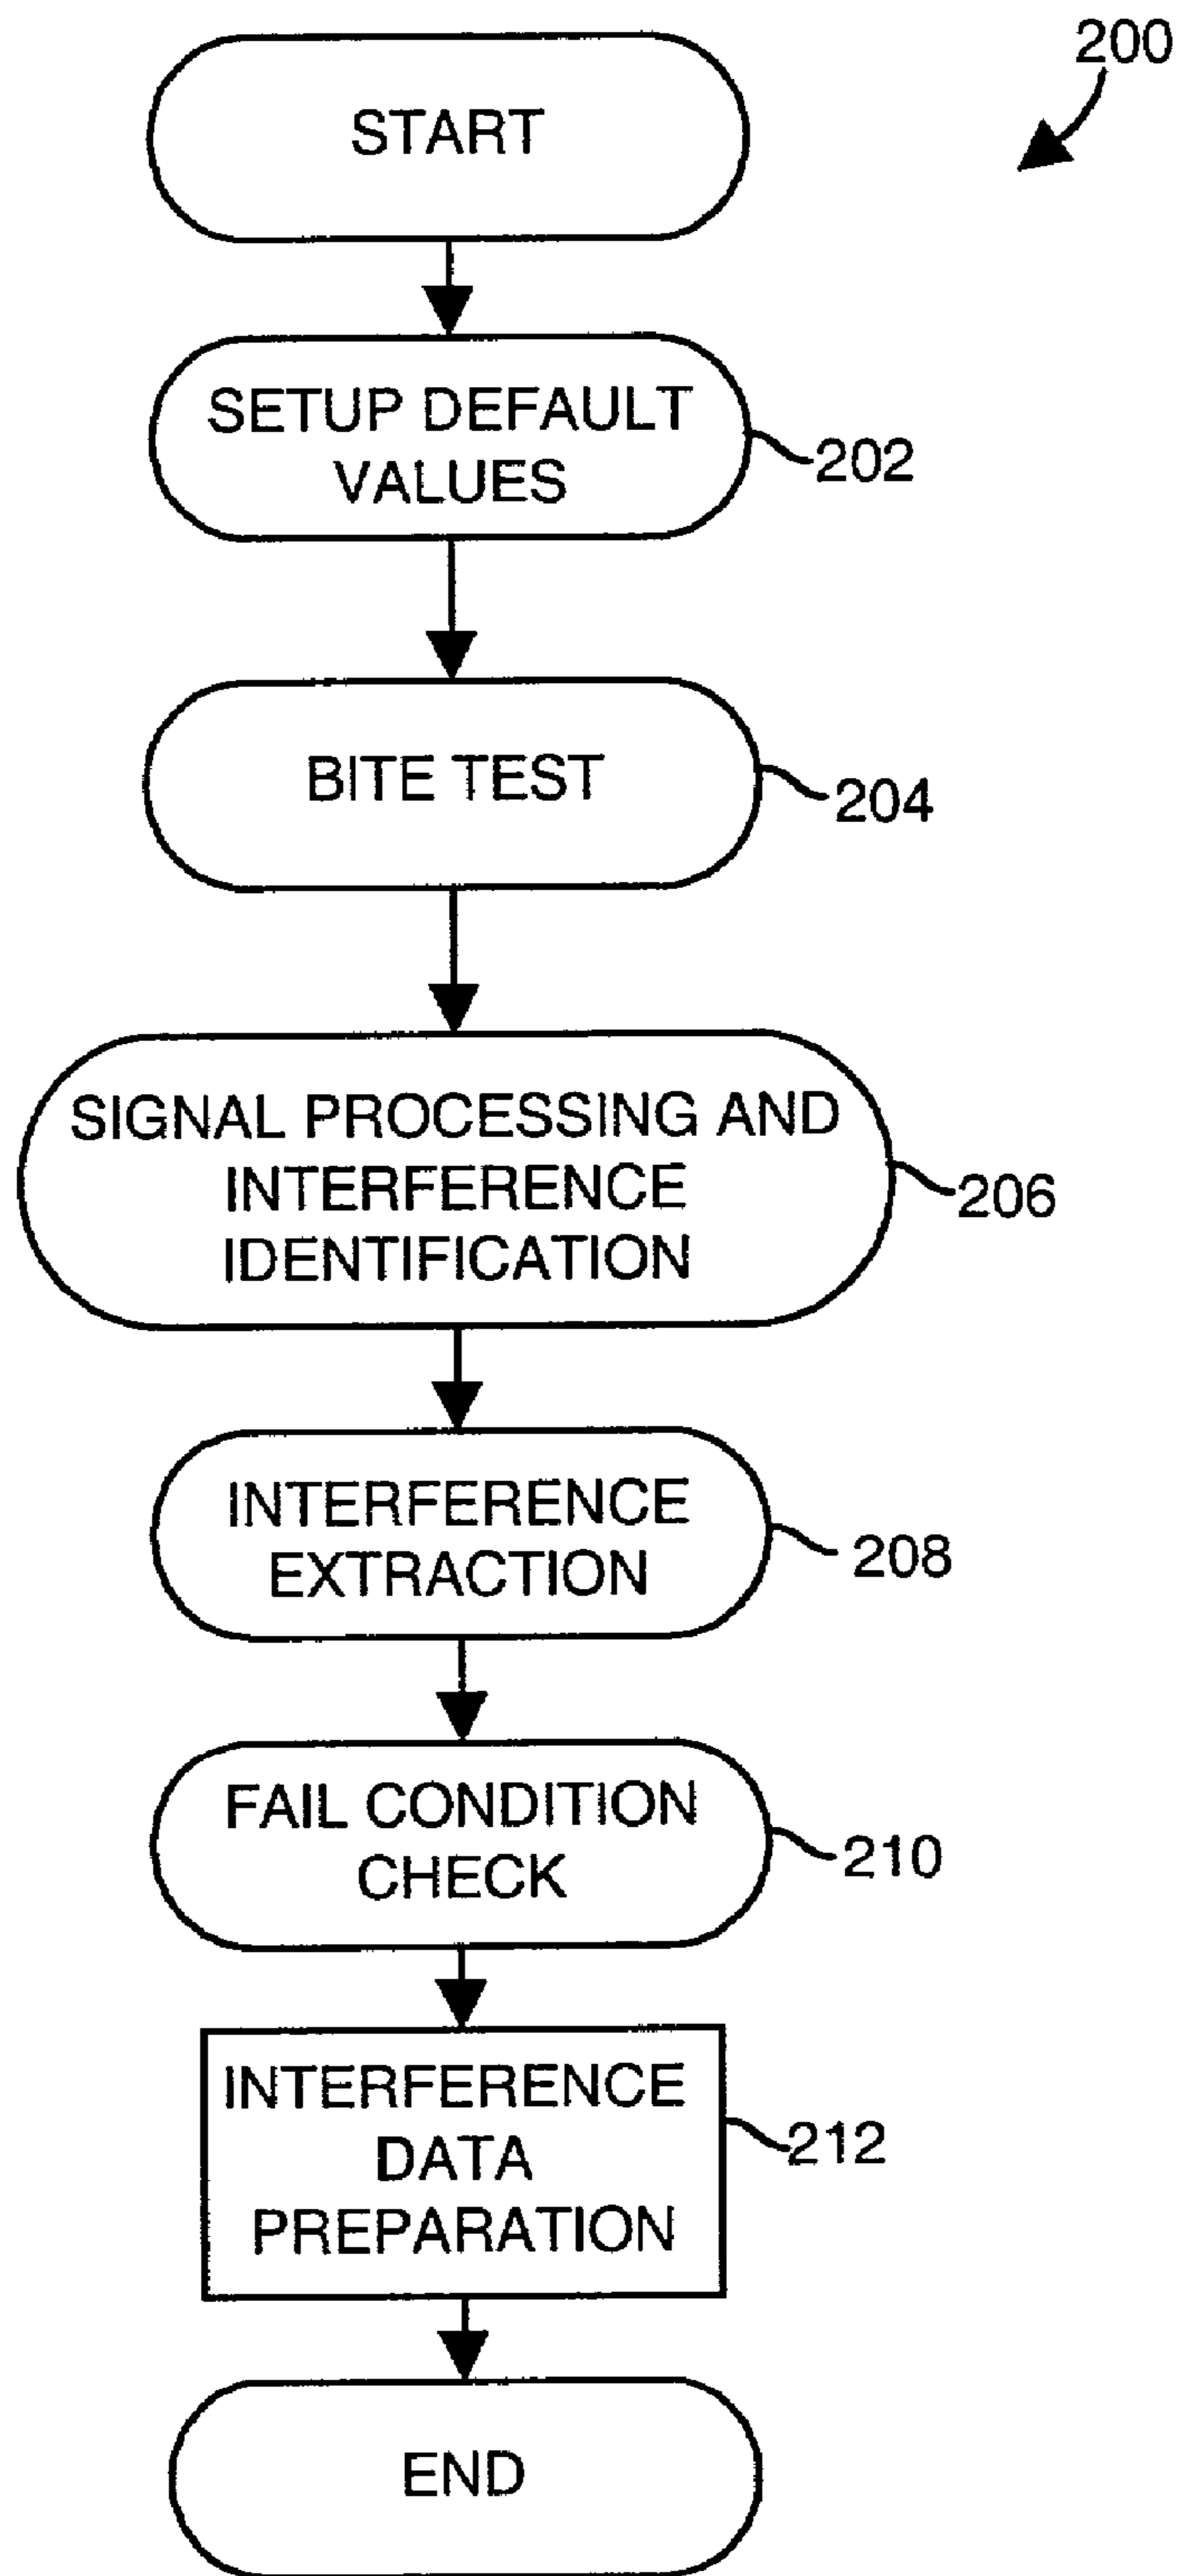 200
START
SETUP DEFAULT
VALUES
202
BITE TEST
204
SIGNAL PROCESSING AND
INTERFERENCE
IDENTIFICATION
206
INTERFERENCE
EXTRACTION
208
FAIL CONDITION
CHECK
210
INTERFERENCE
DATA
PREPARATION
212
END